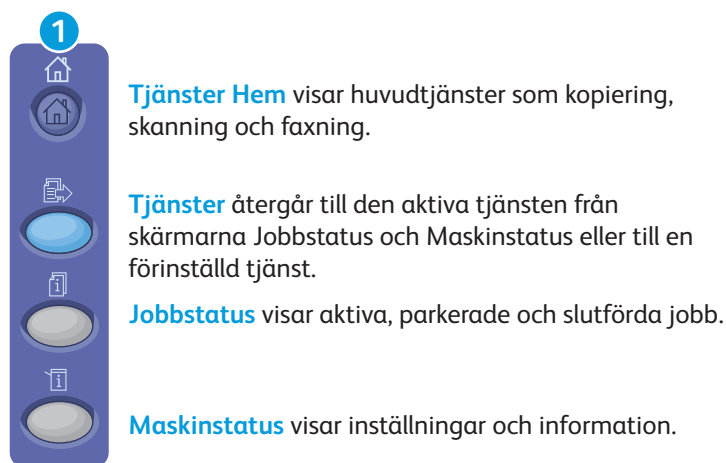 1
Tjänster Hem visar huvudtjänster som kopiering,
skanning och faxning.
Tjänster återgår till den aktiva tjänsten från
skärmarna Jobbstatus och Maskinstatus eller till en
förinställd tjänst.
Jobbstatus visar aktiva, parkerade och slutförda jobb.
Maskinstatus visar inställningar och information.